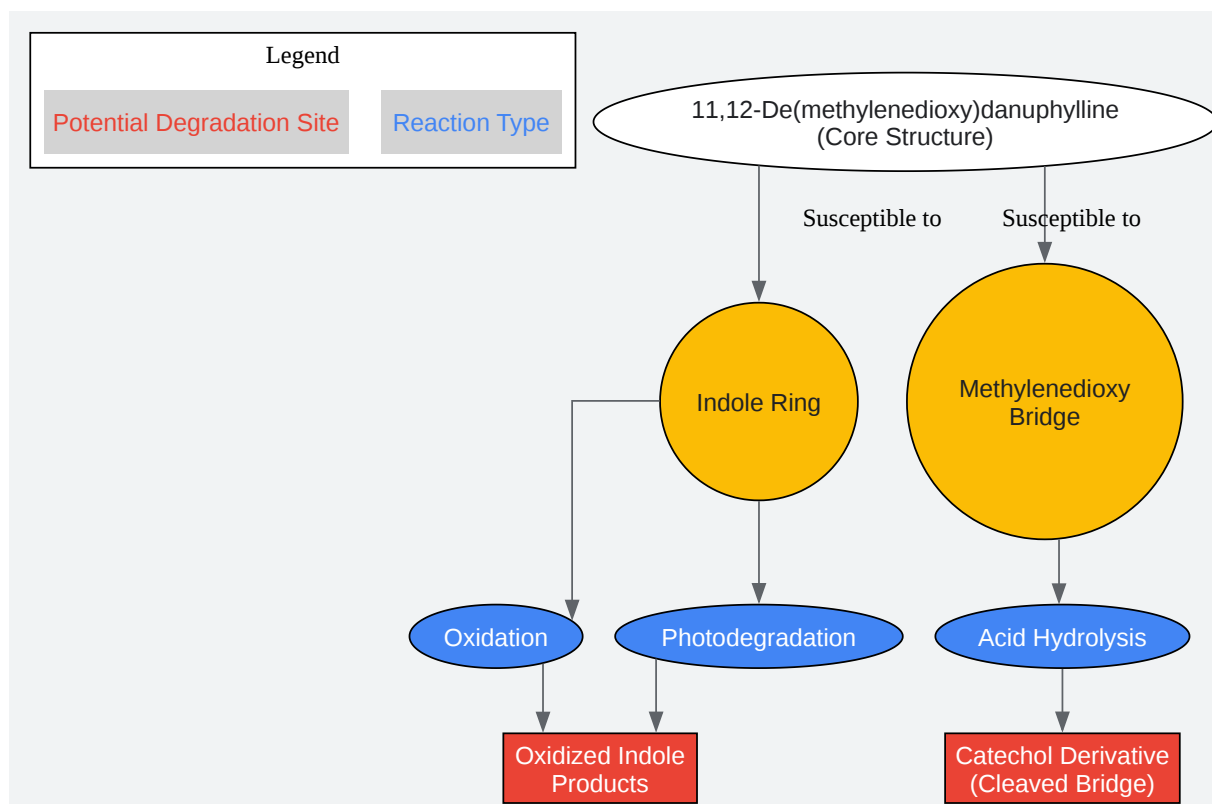 Legend
Potential Degradation Site
Reaction Type
11,12-De(methylenedioxy)danuphylline
(Core Structure)
Susceptible to
Susceptible to
Indole Ring
Methylenedioxy
Bridge
Oxidation
Photodegradation
Acid Hydrolysis
Oxidized Indole
Products
Catechol Derivative
(Cleaved Bridge)